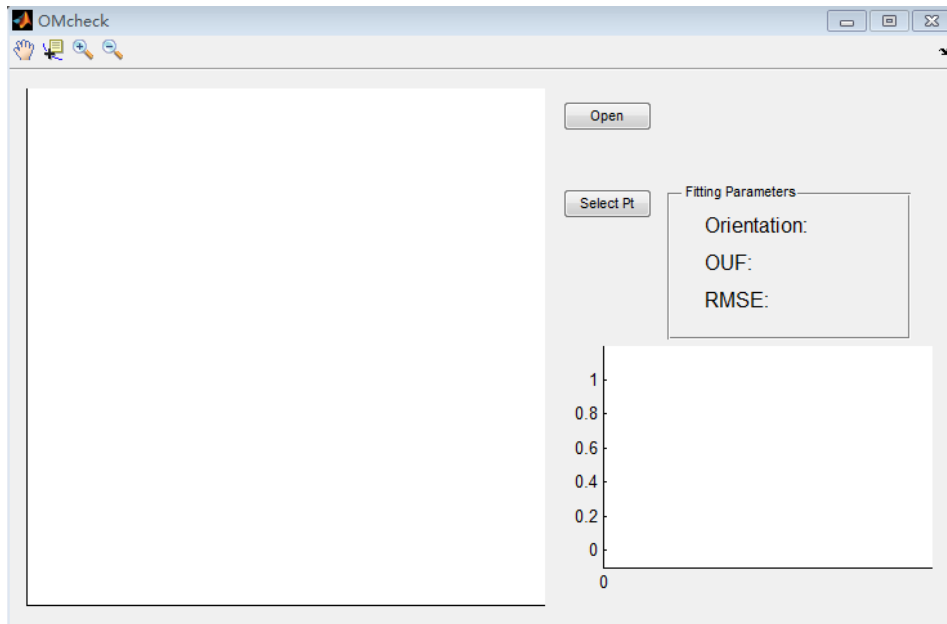 OMcheck
Open
Select Pt
Fitting Parameters
Orientation:
OUF:
RMSE:
1
0.8
0.6
0.4
0.2
0
0